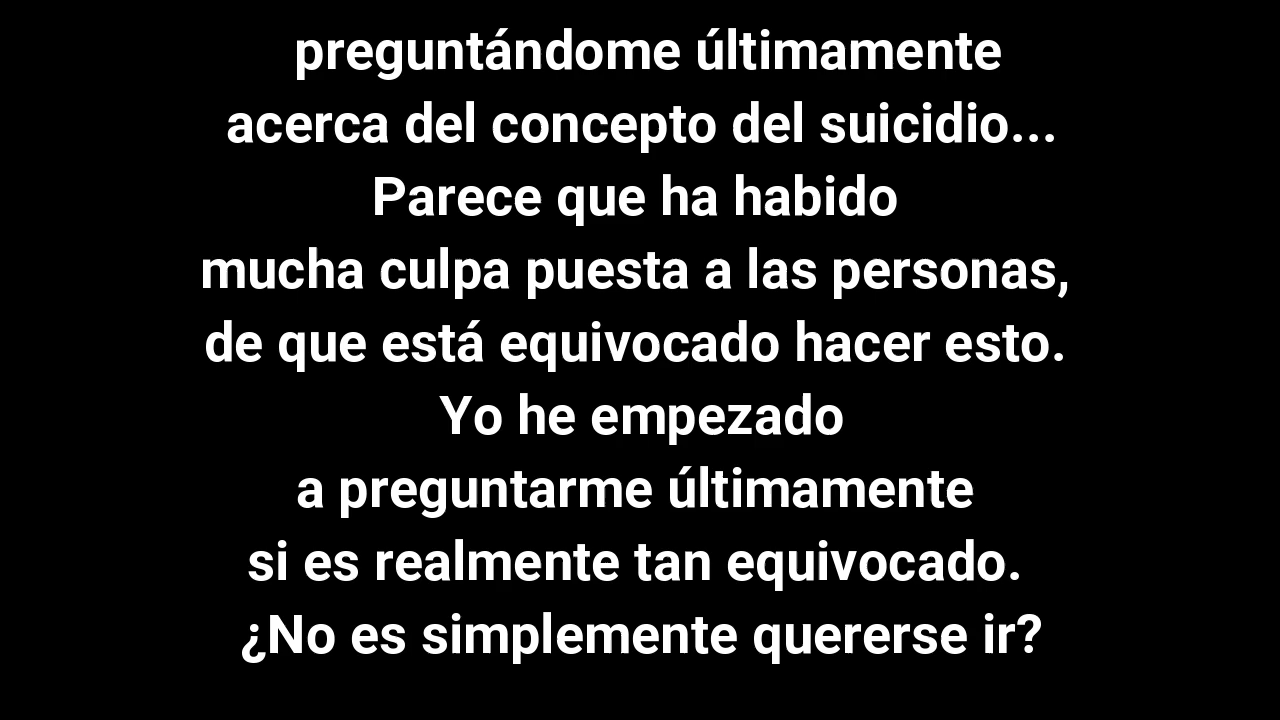 preguntándome últimamente
acerca del concepto del suicidio...
Parece que ha habido
mucha culpa puesta a las personas,
de que está equivocado hacer esto.
Yo he empezado
a preguntarme últimamente
si es realmente tan equivocado.
¿No es simplemente quererse ir?